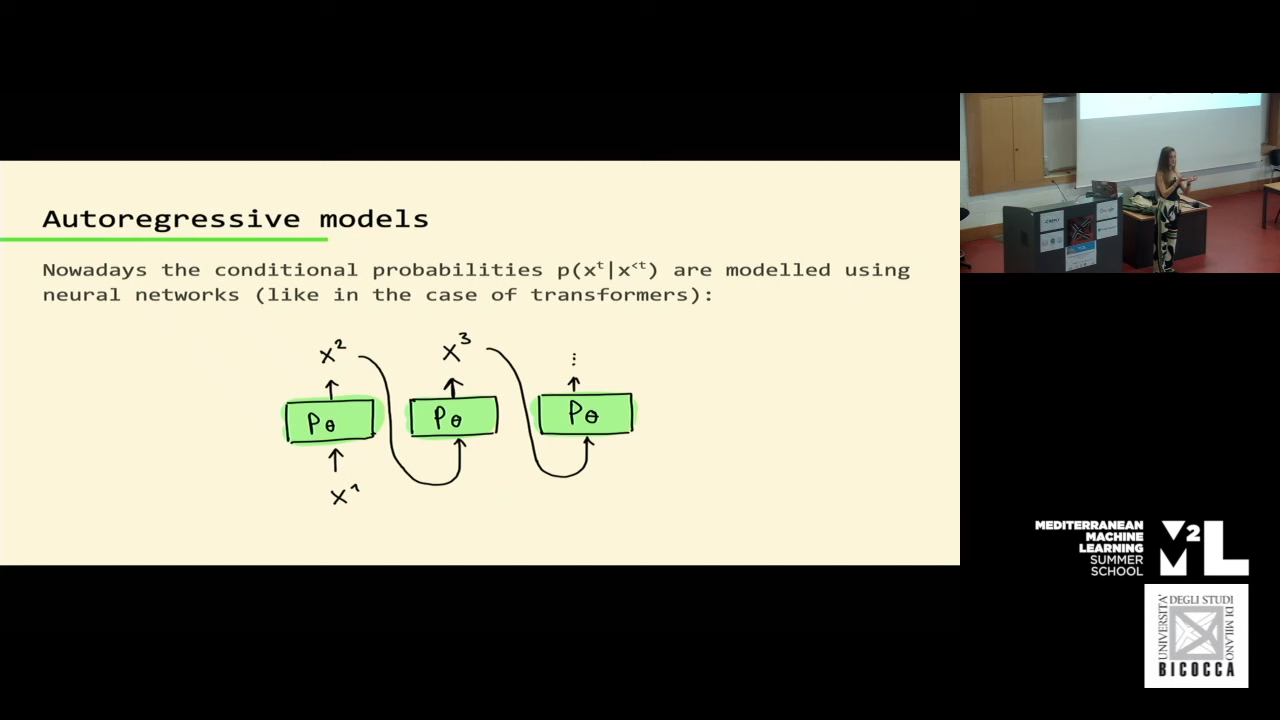 Autoregressive models
Nowadays the conditional probabilities p(xᵗ|x<ᵗ) are modelled using
neural networks (like in the case of transformers):
x² x³ ⋮
Pθ Pθ Pθ
x¹
MEDITERRANEAN
MACHINE
LEARNING
SUMMER
SCHOOL
M²L
UNIVERSITÀ
DEGLI STUDI
DI MILANO
BICOCCA